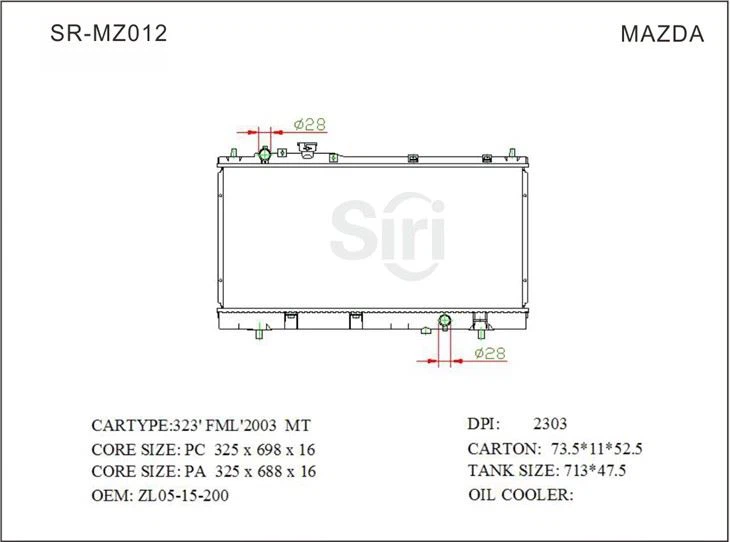 SR-MZ012
MAZDA
ø28
Siri
ø28
CARTYPE:323' FML'2003 MT
CORE SIZE: PC 325 x 698 x 16
CORE SIZE: PA 325 x 688 x 16
OEM: ZL05-15-200
DPI: 2303
CARTON: 73.5*11*52.5
TANK SIZE: 713*47.5
OIL COOLER: